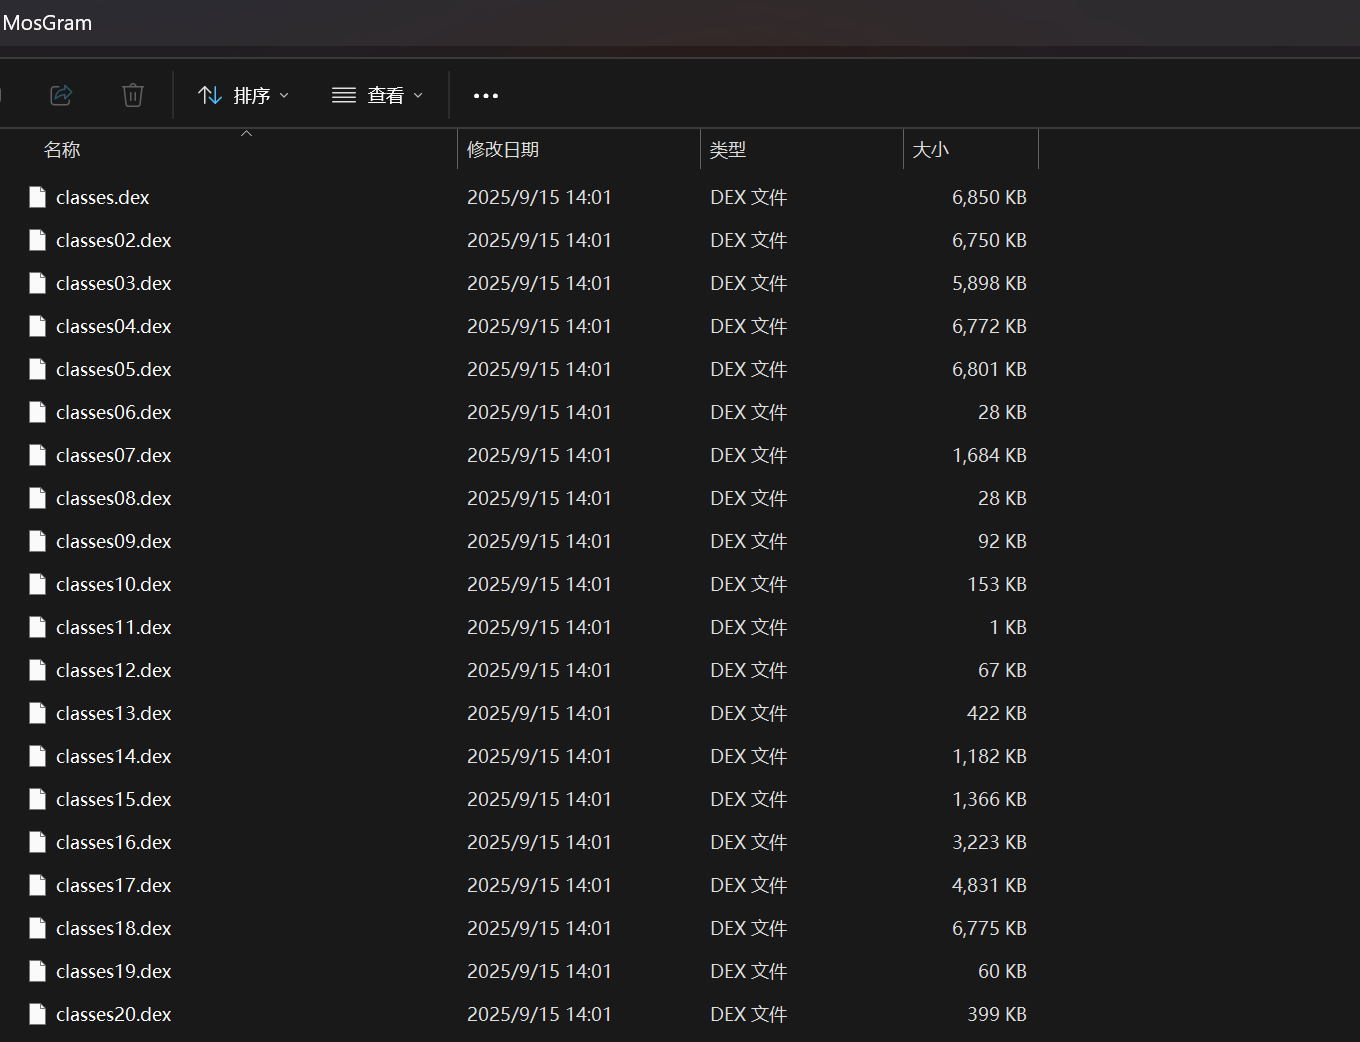 MosGram
排序 查看
名称 修改日期 类型 大小
classes.dex 2025/9/15 14:01 DEX 文件 6,850 KB
classes02.dex 2025/9/15 14:01 DEX 文件 6,750 KB
classes03.dex 2025/9/15 14:01 DEX 文件 5,898 KB
classes04.dex 2025/9/15 14:01 DEX 文件 6,772 KB
classes05.dex 2025/9/15 14:01 DEX 文件 6,801 KB
classes06.dex 2025/9/15 14:01 DEX 文件 28 KB
classes07.dex 2025/9/15 14:01 DEX 文件 1,684 KB
classes08.dex 2025/9/15 14:01 DEX 文件 28 KB
classes09.dex 2025/9/15 14:01 DEX 文件 92 KB
classes10.dex 2025/9/15 14:01 DEX 文件 153 KB
classes11.dex 2025/9/15 14:01 DEX 文件 1 KB
classes12.dex 2025/9/15 14:01 DEX 文件 67 KB
classes13.dex 2025/9/15 14:01 DEX 文件 422 KB
classes14.dex 2025/9/15 14:01 DEX 文件 1,182 KB
classes15.dex 2025/9/15 14:01 DEX 文件 1,366 KB
classes16.dex 2025/9/15 14:01 DEX 文件 3,223 KB
classes17.dex 2025/9/15 14:01 DEX 文件 4,831 KB
classes18.dex 2025/9/15 14:01 DEX 文件 6,775 KB
classes19.dex 2025/9/15 14:01 DEX 文件 60 KB
classes20.dex 2025/9/15 14:01 DEX 文件 399 KB